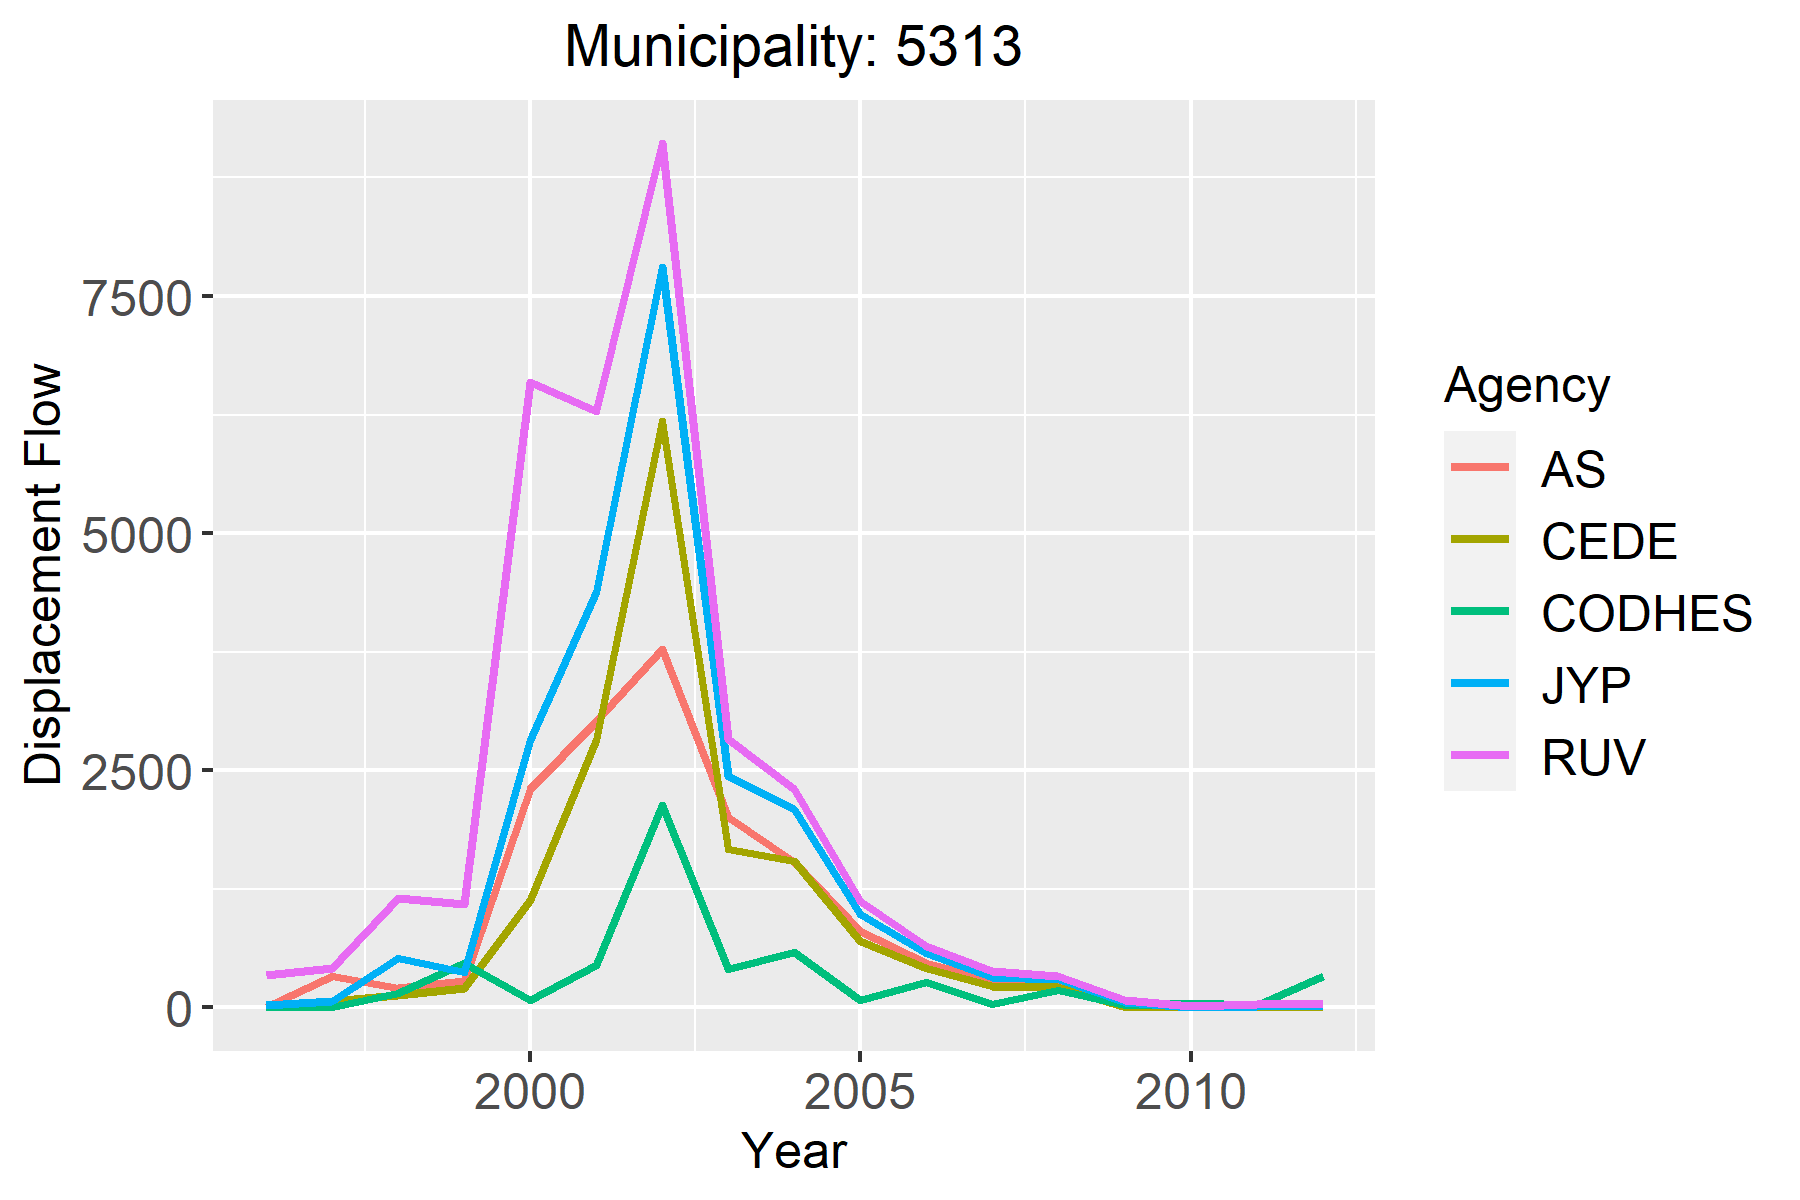 Municipality: 5313
Displacement Flow
7500
5000
2500
0
2000 2005 2010
Year
Agency
AS
CEDE
CODHES
JYP
RUV